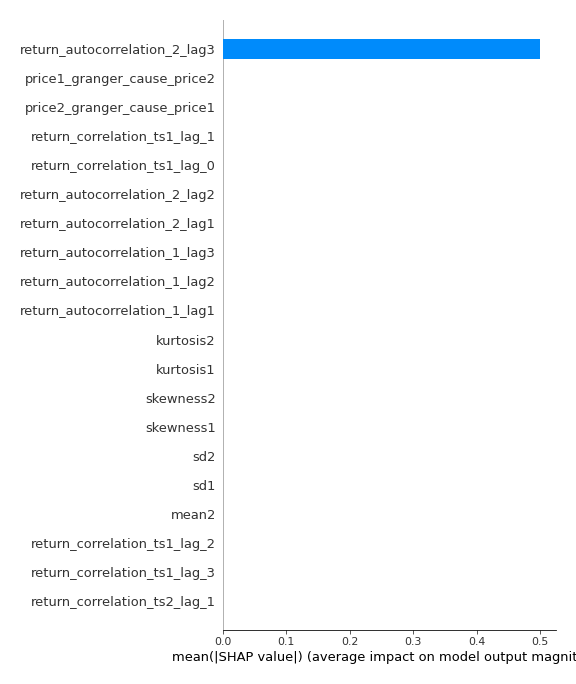 return_autocorrelation_2_lag3
price1_granger_cause_price2
price2_granger_cause_price1
return_correlation_ts1_lag_1
return_correlation_ts1_lag_0
return_autocorrelation_2_lag2
return_autocorrelation_2_lag1
return_autocorrelation_1_lag3
return_autocorrelation_1_lag2
return_autocorrelation_1_lag1
kurtosis2
kurtosis1
skewness2
skewness1
sd2
sd1
mean2
return_correlation_ts1_lag_2
return_correlation_ts1_lag_3
return_correlation_ts2_lag_1
0.0 0.1 0.2 0.3 0.4 0.5
mean(|SHAP value|) (average impact on model output magnit